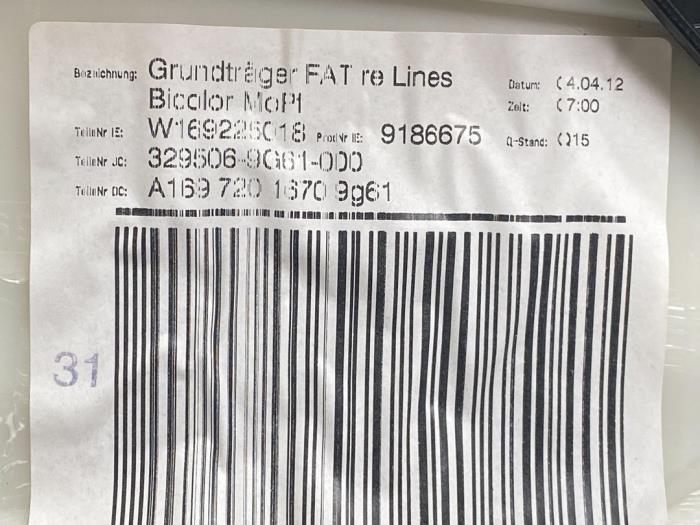 Bezeichnung: Grundträger FAT re Lines
Bicolor MoPf
Datum: 04.04.12
Zeit: 07:00
TeileNr IE: W169225018 ProdNr IE: 9186675 Q-Stand: Q15
TeileNr JC: 329506-9G61-000
TeileNr DC: A169 720 1670 9g61
31